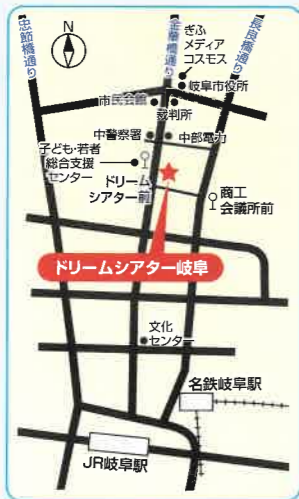 N
忠節橋通り
金華橋通り
長良橋通り
ぎふ
メディア
コスモス
岐阜市役所
市民会館
裁判所
中警察署
中部電力
子ども・若者
総合支援
センター
ドリーム
シアター前
商工
会議所前
ドリームシアター岐阜
文化
センター
名鉄岐阜駅
JR岐阜駅